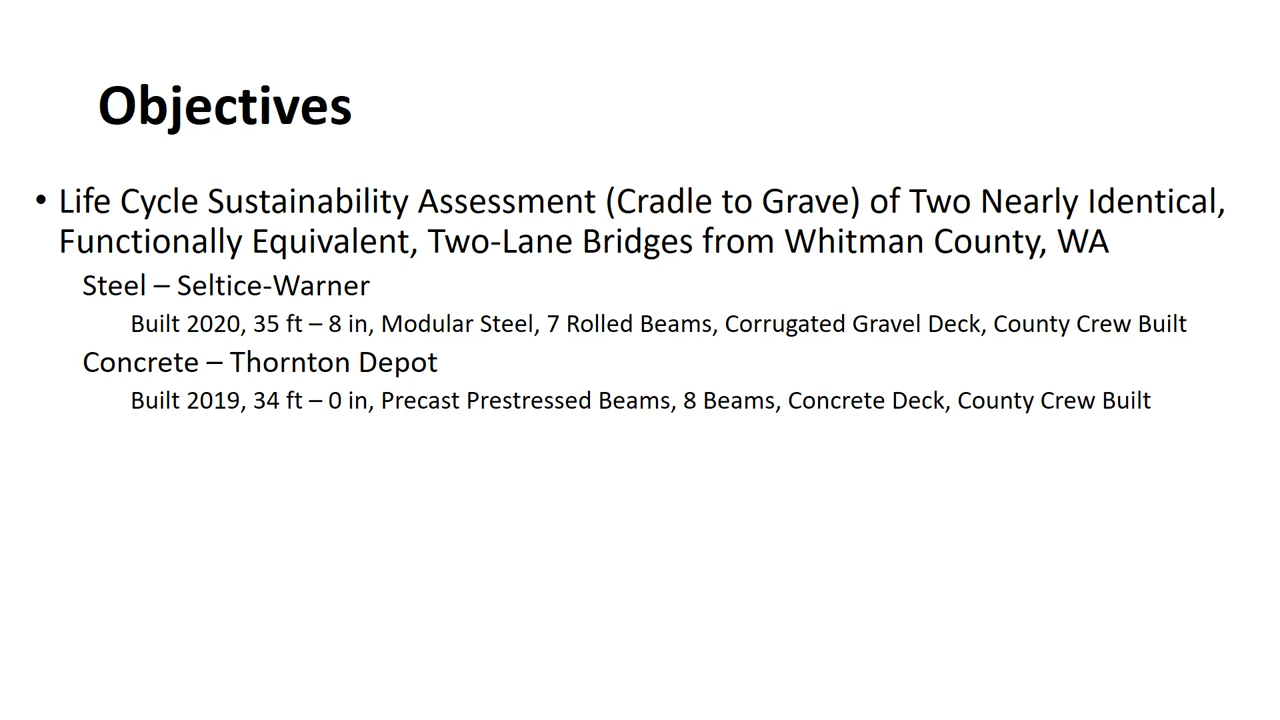 Objectives
• Life Cycle Sustainability Assessment (Cradle to Grave) of Two Nearly Identical,
Functionally Equivalent, Two-Lane Bridges from Whitman County, WA
Steel – Seltice-Warner
Built 2020, 35 ft – 8 in, Modular Steel, 7 Rolled Beams, Corrugated Gravel Deck, County Crew Built
Concrete – Thornton Depot
Built 2019, 34 ft – 0 in, Precast Prestressed Beams, 8 Beams, Concrete Deck, County Crew Built